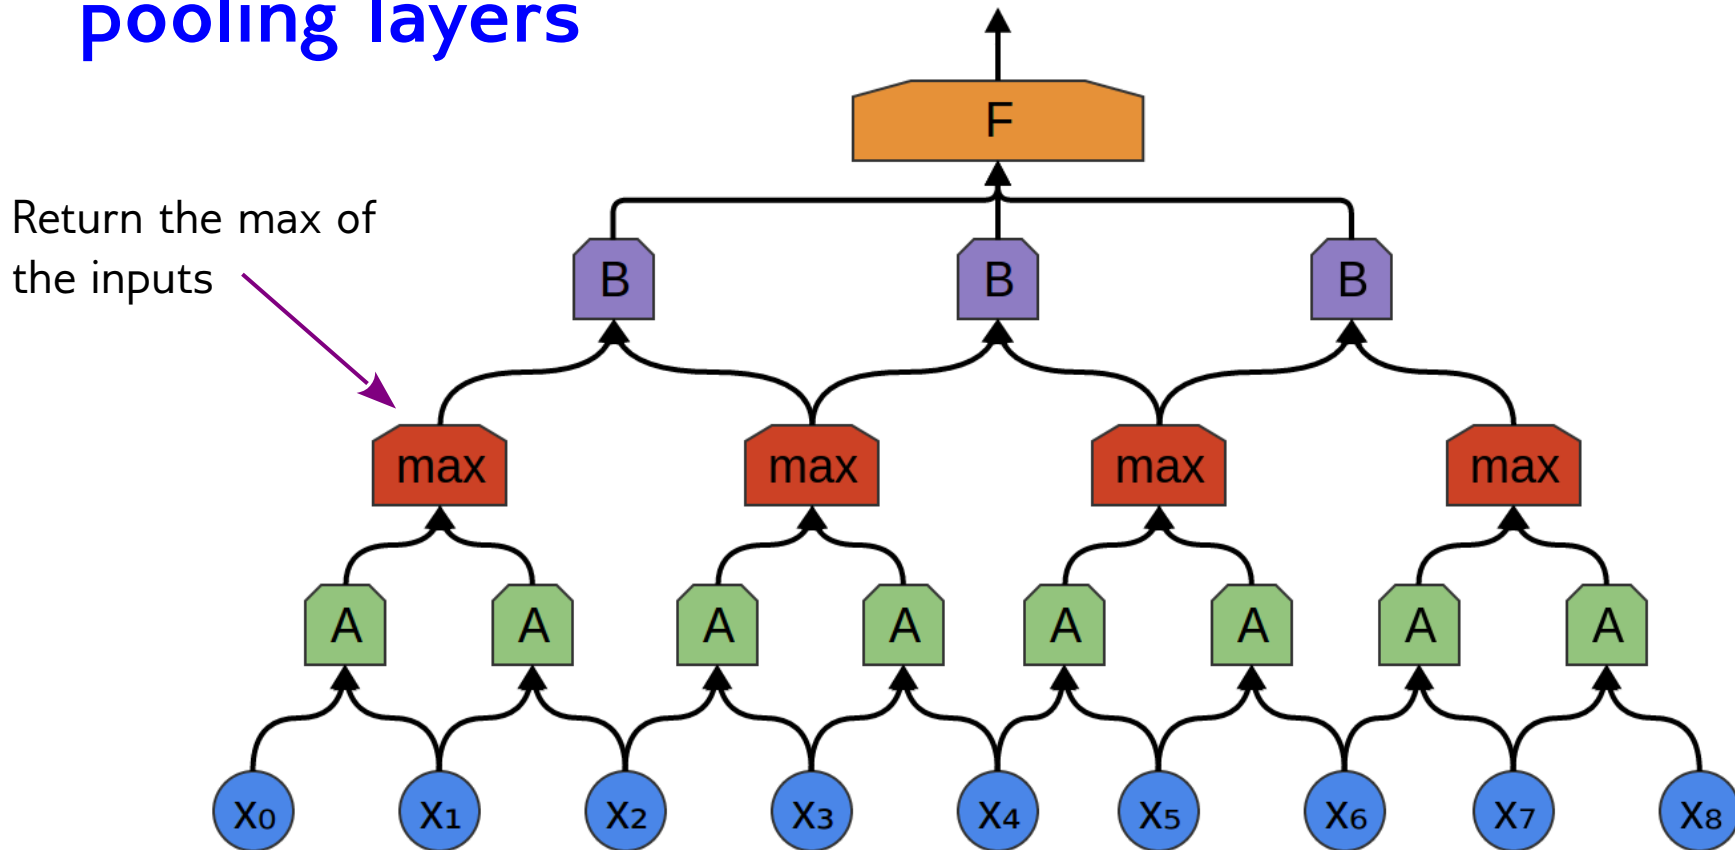 pooling layers
F
Return the max of
the inputs
B B B
max max max max
A A A A A A A A
x₀ x₁ x₂ x₃ x₄ x₅ x₆ x₇ x₈